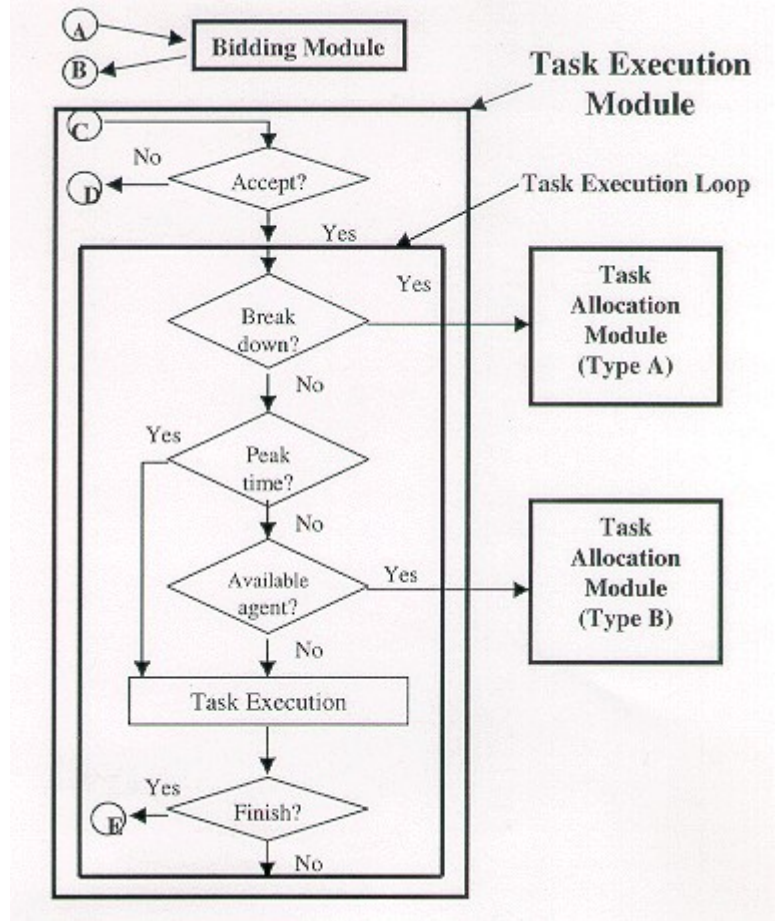 A
Bidding Module
B
Task Execution
Module
C
No
Accept?
D
Task Execution Loop
Yes
Yes
Break
down?
Task
Allocation
Module
(Type A)
No
Yes
Peak
time?
No
Available
agent?
Yes
Task
Allocation
Module
(Type B)
No
Task Execution
Yes
Finish?
E
No